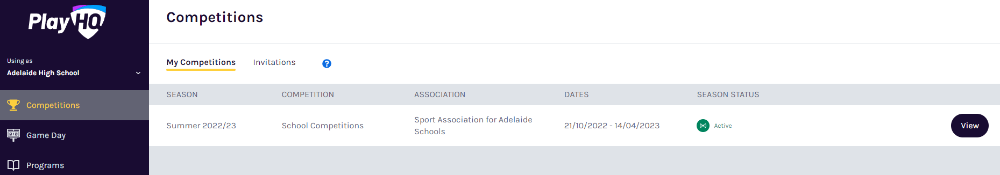 PlayHQ
Using as
Adelaide High School
Competitions
Game Day
Programs
Competitions
My Competitions Invitations ?
SEASON COMPETITION ASSOCIATION DATES SEASON STATUS
Summer 2022/23 School Competitions Sport Association for Adelaide Schools 21/10/2022 - 14/04/2023 Active View